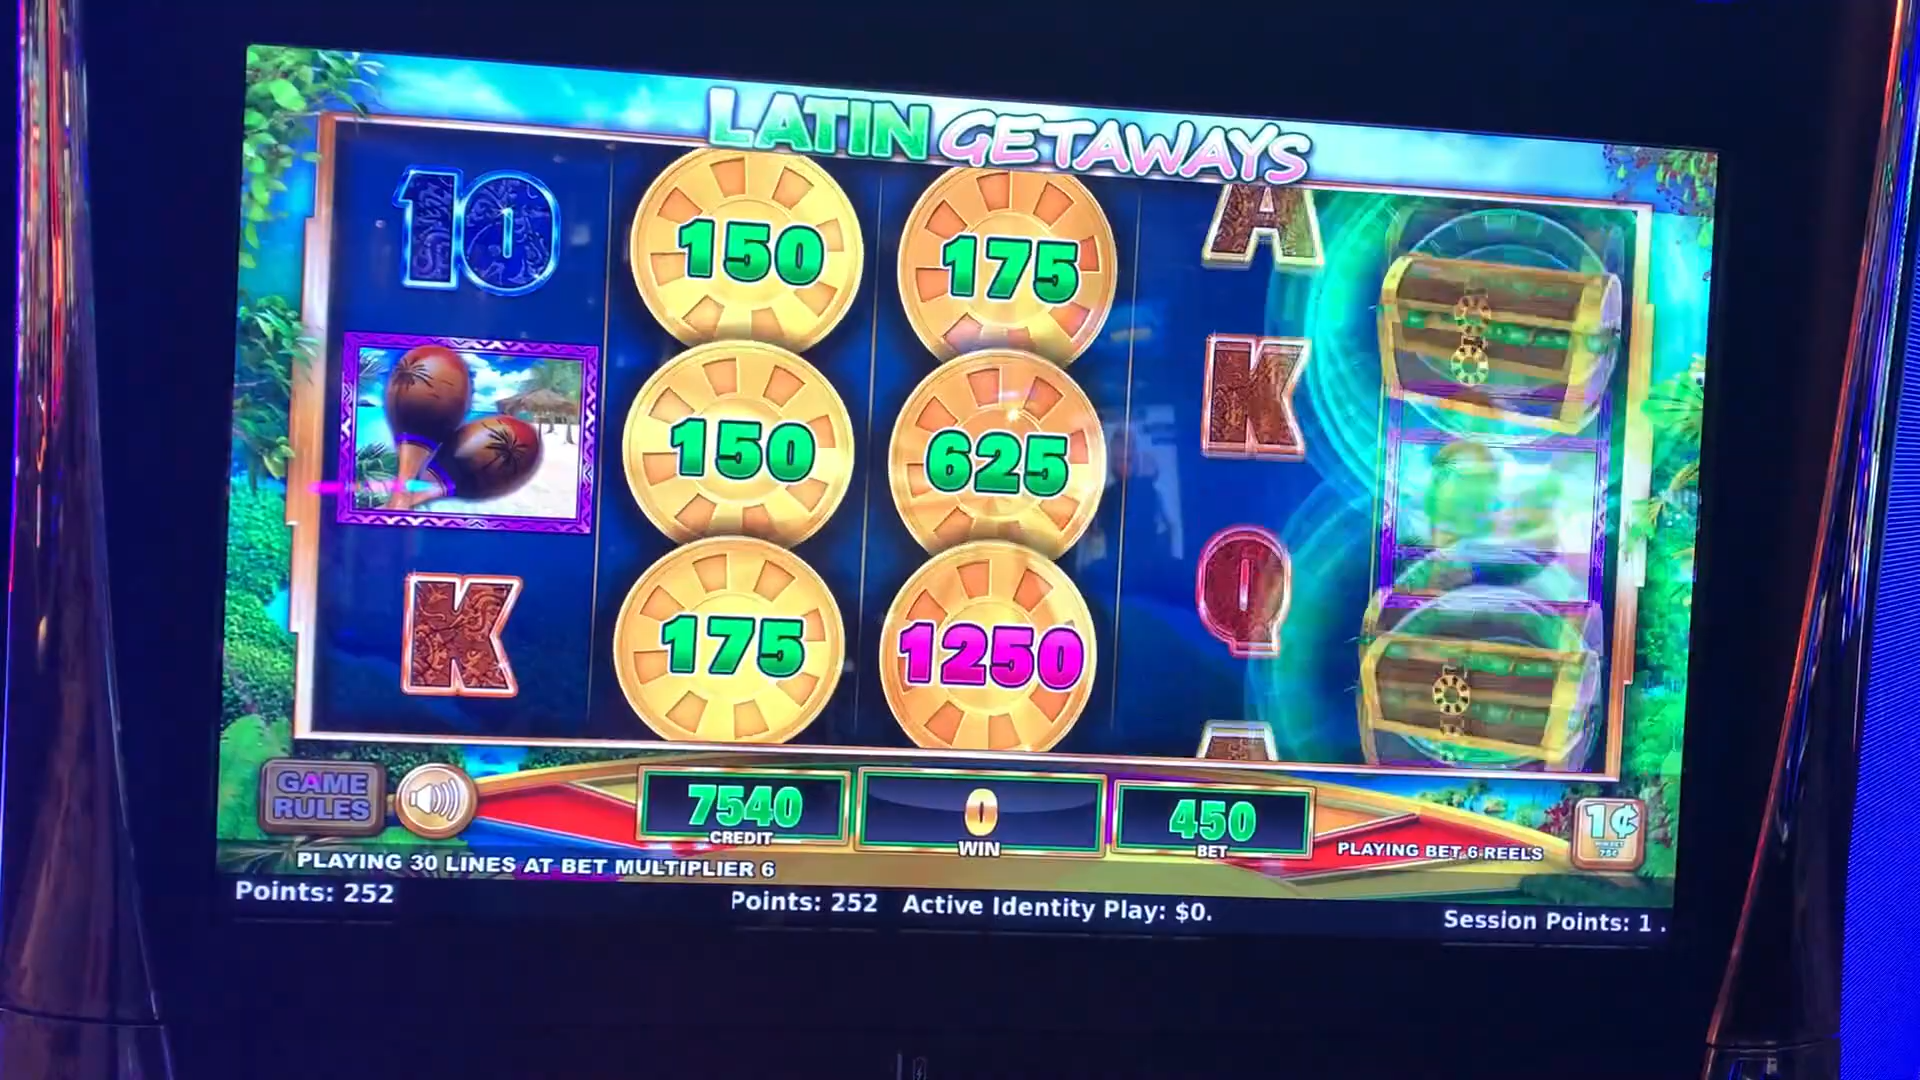 LATIN GETAWAYS
10
150
175
A
150
625
K
K
175
1250
Q
A
GAME RULES
7540
CREDIT
0
WIN
450
BET
PLAYING BET 6 REELS
1¢
PLAYING 30 LINES AT BET MULTIPLIER 6
Points: 252
Points: 252 Active Identity Play: $0.
Session Points: 1 .